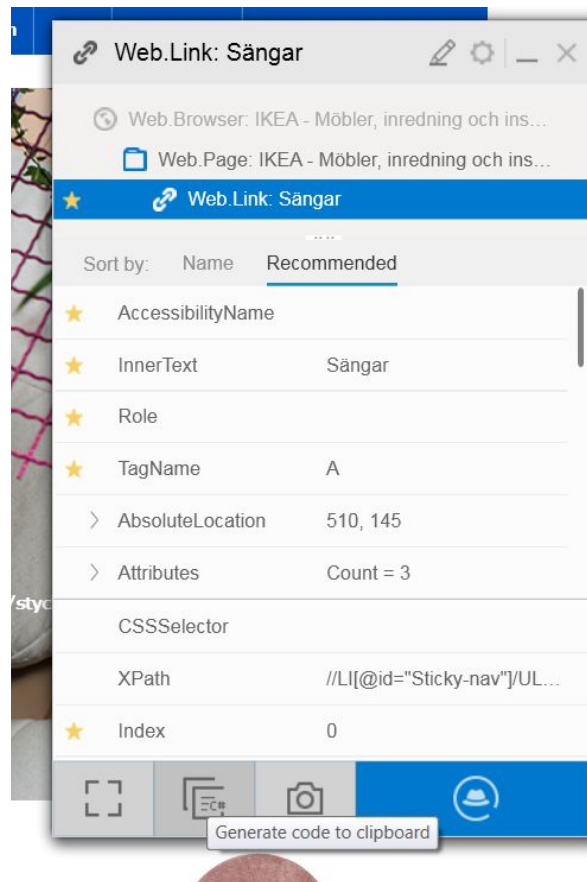 Web.Link: Sängar
Web.Browser: IKEA - Möbler, inredning och ins...
Web.Page: IKEA - Möbler, inredning och ins...
Web.Link: Sängar
Sort by: Name Recommended
AccessibilityName
InnerText Sängar
Role
TagName A
AbsoluteLocation 510, 145
Attributes Count = 3
/styc
CSSSelector
XPath //LI[@id="Sticky-nav"]/UL...
Index 0
C#
Generate code to clipboard